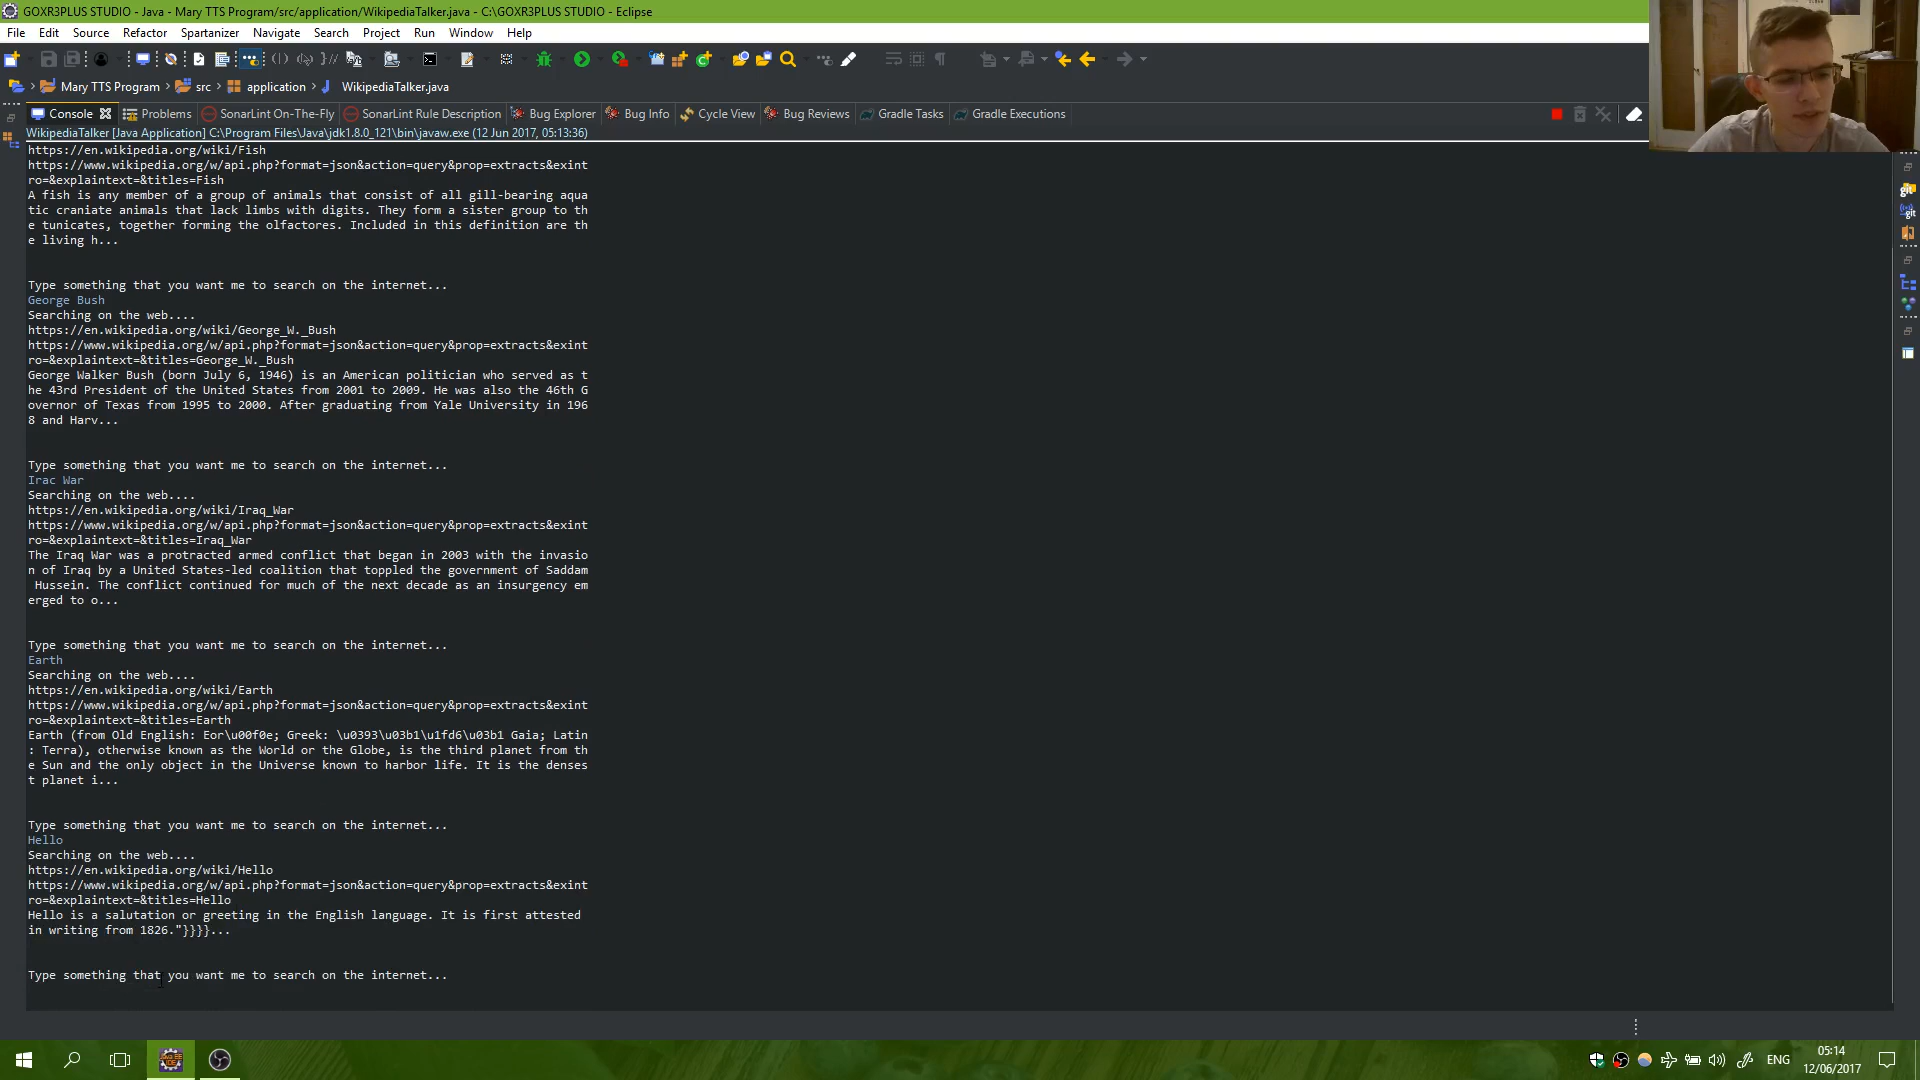 GOXR3PLUS STUDIO - Java - Mary TTS Program/src/application/WikipediaTalker.java - C:\GOXR3PLUS STUDIO - Eclipse
File Edit Source Refactor Spartanizer Navigate Search Project Run Window Help
Mary TTS Program src application WikipediaTalker.java
Console Problems SonarLint On-The-Fly SonarLint Rule Description Bug Explorer Bug Info Cycle View Bug Reviews Gradle Tasks Gradle Executions
WikipediaTalker [Java Application] C:\Program Files\Java\jdk1.8.0_121\bin\javaw.exe (12 Jun 2017, 05:13:36)
https://en.wikipedia.org/wiki/Fish
https://www.wikipedia.org/w/api.php?format=json&action=query&prop=extracts&exint
ro=&explaintext=&titles=Fish
A fish is any member of a group of animals that consist of all gill-bearing aqua
tic craniate animals that lack limbs with digits. They form a sister group to th
e tunicates, together forming the olfactores. Included in this definition are th
e living h...
Type something that you want me to search on the internet...
George Bush
Searching on the web....
https://en.wikipedia.org/wiki/George_W._Bush
https://www.wikipedia.org/w/api.php?format=json&action=query&prop=extracts&exint
ro=&explaintext=&titles=George_W._Bush
George Walker Bush (born July 6, 1946) is an American politician who served as t
he 43rd President of the United States from 2001 to 2009. He was also the 46th G
overnor of Texas from 1995 to 2000. After graduating from Yale University in 196
8 and Harv...
Type something that you want me to search on the internet...
Irac War
Searching on the web....
https://en.wikipedia.org/wiki/Iraq_War
https://www.wikipedia.org/w/api.php?format=json&action=query&prop=extracts&exint
ro=&explaintext=&titles=Iraq_War
The Iraq War was a protracted armed conflict that began in 2003 with the invasio
n of Iraq by a United States-led coalition that toppled the government of Saddam
 Hussein. The conflict continued for much of the next decade as an insurgency em
erged to o...
Type something that you want me to search on the internet...
Earth
Searching on the web....
https://en.wikipedia.org/wiki/Earth
https://www.wikipedia.org/w/api.php?format=json&action=query&prop=extracts&exint
ro=&explaintext=&titles=Earth
Earth (from Old English: Eor\u00f0e; Greek: \u0393\u03b1\u1fd6\u03b1 Gaia; Latin
: Terra), otherwise known as the World or the Globe, is the third planet from th
e Sun and the only object in the Universe known to harbor life. It is the denses
t planet i...
Type something that you want me to search on the internet...
Hello
Searching on the web....
https://en.wikipedia.org/wiki/Hello
https://www.wikipedia.org/w/api.php?format=json&action=query&prop=extracts&exint
ro=&explaintext=&titles=Hello
Hello is a salutation or greeting in the English language. It is first attested
in writing from 1826."}}}}...
Type something that you want me to search on the internet...
git
git
ENG
05:14
12/06/2017